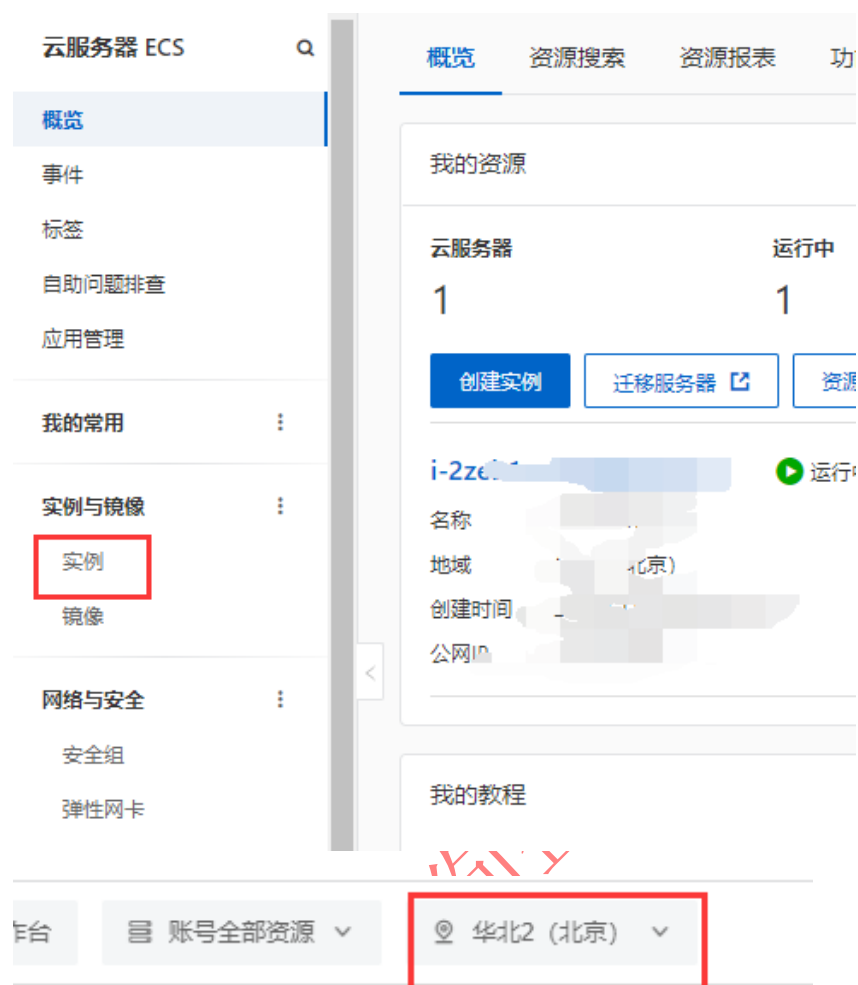 云服务器 ECS
概览
事件
标签
自助问题排查
应用管理
我的常用
实例与镜像
实例
镜像
网络与安全
安全组
弹性网卡
概览 资源搜索 资源报表
我的资源
云服务器 运行中
1 1
创建实例 迁移服务器 资源
运行中
名称
地域 北京）
创建时间
公网IP
我的教程
作台 账号全部资源 华北2（北京）